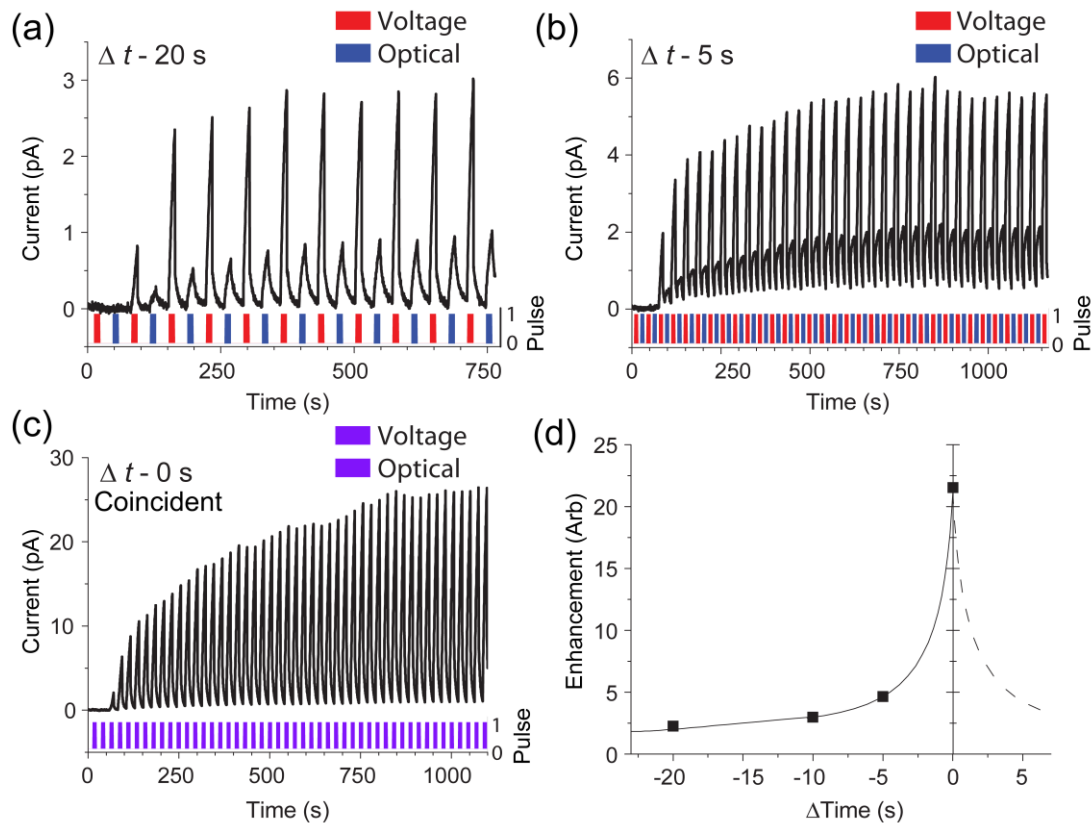 (a)
Δ t - 20 s
Voltage
Optical
Current (pA)
3
2
1
0
1
0
Pulse
0 250 500 750
Time (s)
(b)
Δ t - 5 s
Voltage
Optical
Current (pA)
6
4
2
0
1
0
Pulse
0 250 500 750 1000
Time (s)
(c)
Δ t - 0 s
Coincident
Voltage
Optical
Current (pA)
30
20
10
0
1
0
Pulse
0 250 500 750 1000
Time (s)
(d)
Enhancement (Arb)
25
20
15
10
5
0
-20 -15 -10 -5 0 5
ΔTime (s)